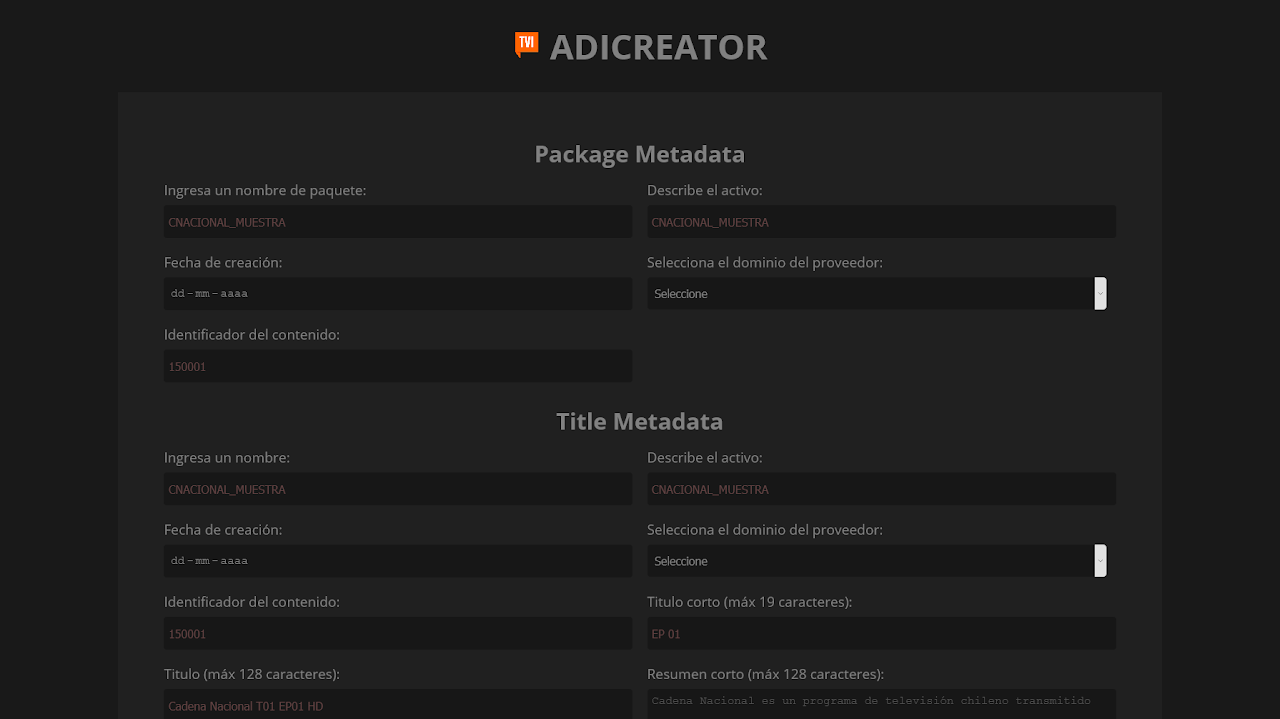 TVI ADICREATOR
Package Metadata
Ingresa un nombre de paquete:
Describe el activo:
CNACIONAL_MUESTRA
CNACIONAL_MUESTRA
Fecha de creación:
Selecciona el dominio del proveedor:
dd-mm-aaaa
Seleccione
Identificador del contenido:
150001
Title Metadata
Ingresa un nombre:
Describe el activo:
CNACIONAL_MUESTRA
CNACIONAL_MUESTRA
Fecha de creación:
Selecciona el dominio del proveedor:
dd-mm-aaaa
Seleccione
Identificador del contenido:
Titulo corto (máx 19 caracteres):
150001
EP 01
Titulo (máx 128 caracteres):
Resumen corto (máx 128 caracteres):
Cadena Nacional T01 EP01 HD
Cadena Nacional es un programa de televisión chileno transmitido